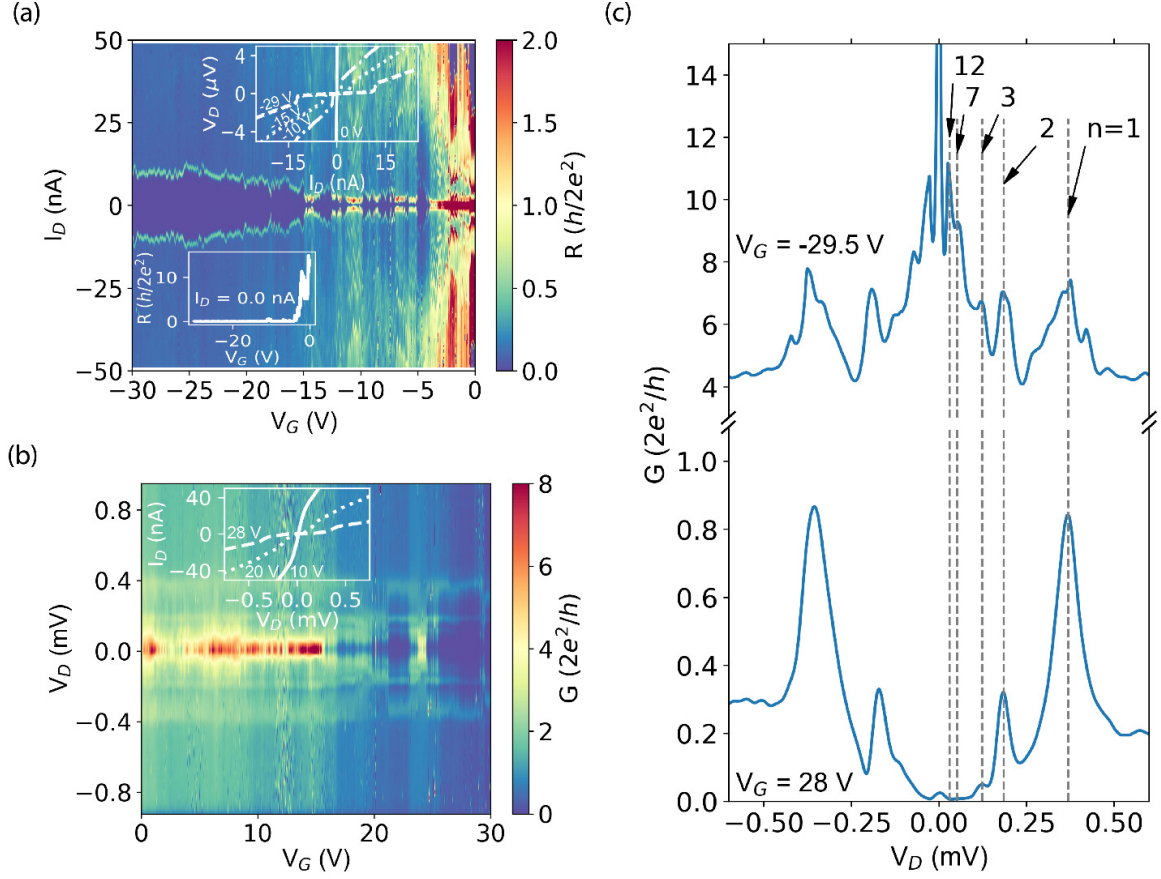 (a)
50
25
0
−25
−50
I_D (nA)
−30 −25 −20 −15 −10 −5 0
V_G (V)
4
0
−4
V_D (μV)
-29 V
-15 V
-10 V
0 V
−15 0 15
I_D (nA)
10
0
R (h/2e²)
I_D = 0.0 nA
−20 0
V_G (V)
2.0
1.5
1.0
0.5
0.0
R (h/2e²)
(b)
0.8
0.4
0.0
−0.4
−0.8
V_D (mV)
0 10 20 30
V_G (V)
40
0
−40
I_D (nA)
28 V
20 V
10 V
−0.5 0.0 0.5
V_D (mV)
8
6
4
2
0
G (2e²/h)
(c)
14
12
10
8
6
4
1.0
0.8
0.6
0.4
0.2
0.0
G (2e²/h)
12
7
3
2
n=1
V_G = -29.5 V
V_G = 28 V
−0.50 −0.25 0.00 0.25 0.50
V_D (mV)